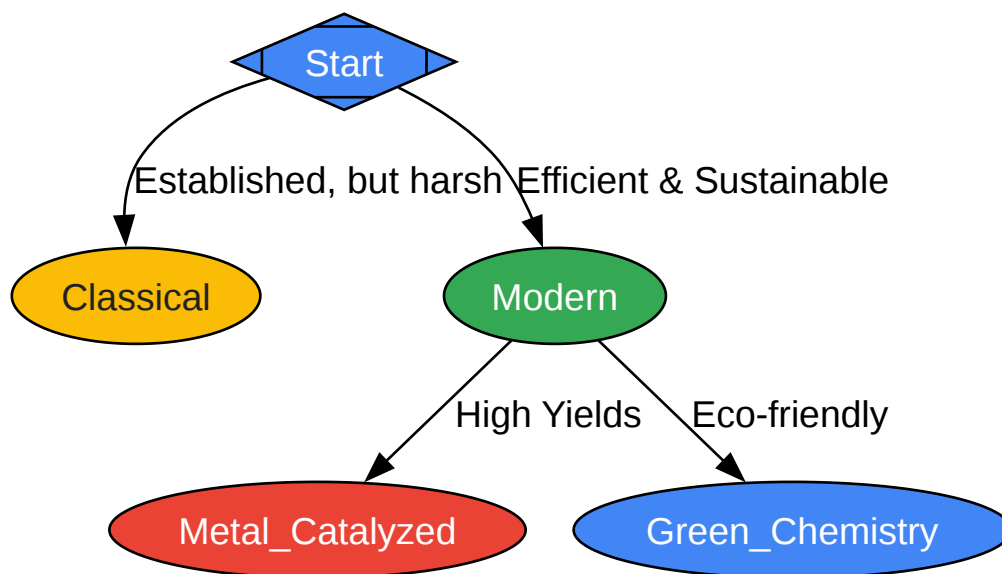 Start
Established, but harsh
Efficient & Sustainable
Classical
Modern
High Yields
Eco-friendly
Metal_Catalyzed
Green_Chemistry